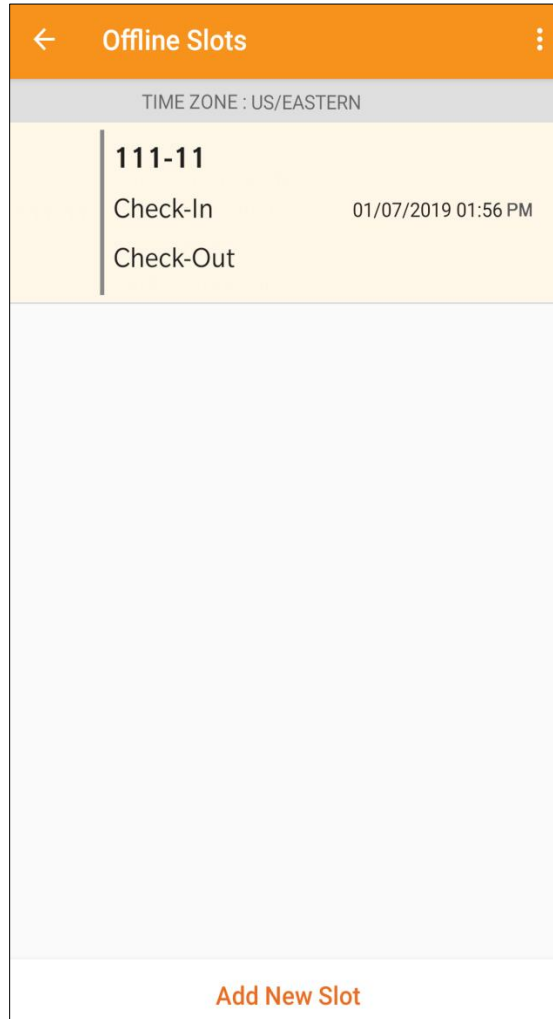 Offline Slots
TIME ZONE : US/EASTERN
111-11
Check-In 01/07/2019 01:56 PM
Check-Out
Add New Slot